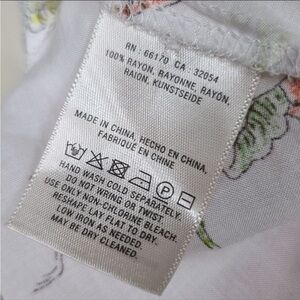 RN : 66170 CA : 32054
100% RAYON, RAYONNE, RAYÓN,
RAION, KUNSTSEIDE
MADE IN CHINA, HECHO EN CHINA,
FABRIQUÉ EN CHINE
HAND WASH COLD SEPARATELY.
DO NOT WRING OR TWIST.
USE ONLY NON-CHLORINE BLEACH.
RESHAPE LAY FLAT TO DRY.
LOW IRON AS NEEDED.
MAY BE DRY CLEANED.